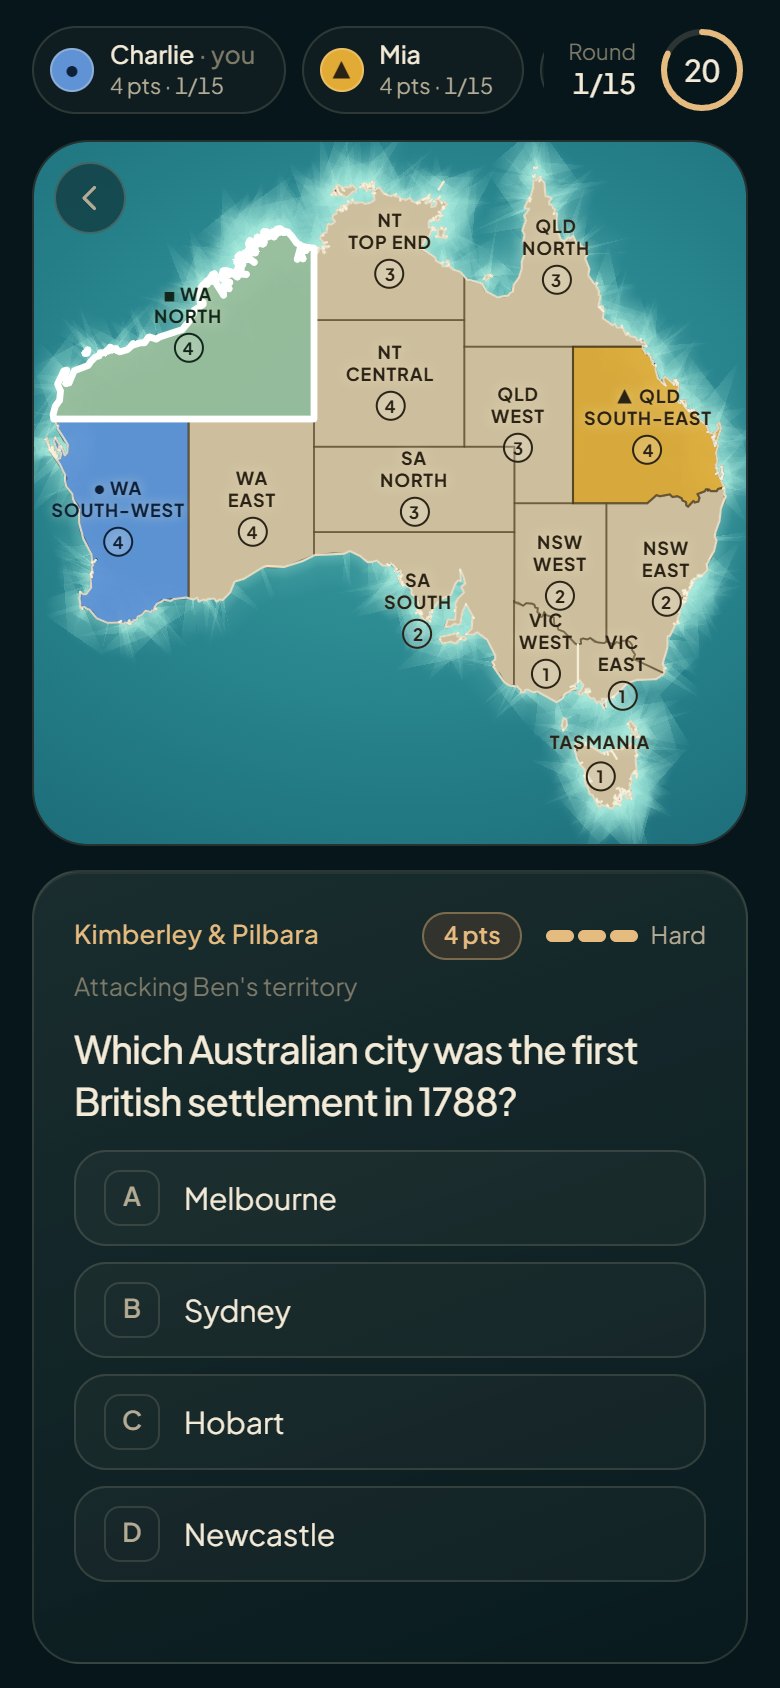 Charlie · you
4 pts · 1/15
Mia
4 pts · 1/15
Round
1/15
20
NT
TOP END
3
QLD
NORTH
3
■ WA
NORTH
4
NT
CENTRAL
4
QLD
WEST
3
▲ QLD
SOUTH-EAST
4
● WA
SOUTH-WEST
4
WA
EAST
4
SA
NORTH
3
NSW
WEST
2
NSW
EAST
2
SA
SOUTH
2
VIC
WEST
1
VIC
EAST
1
TASMANIA
1
Kimberley & Pilbara
4 pts
Hard
Attacking Ben's territory
Which Australian city was the first
British settlement in 1788?
A Melbourne
B Sydney
C Hobart
D Newcastle